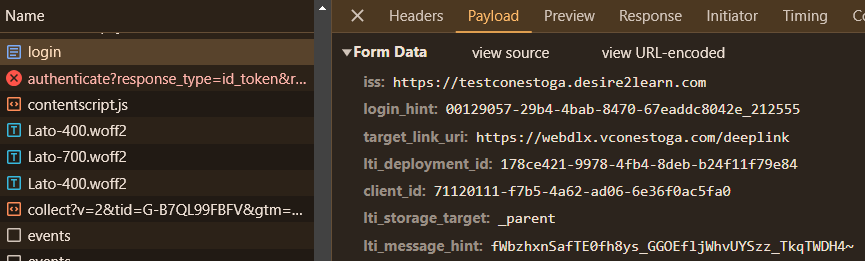 Name
login
authenticate?response_type=id_token&r...
contentscript.js
Lato-400.woff2
Lato-700.woff2
Lato-400.woff2
collect?v=2&tid=G-B7QL99FBFV&gtm=...
events
events
Headers Payload Preview Response Initiator Timing C
▼Form Data view source view URL-encoded
iss: https://testconestoga.desire2learn.com
login_hint: 00129057-29b4-4bab-8470-67eaddc8042e_212555
target_link_uri: https://webdlx.vconestoga.com/deeplink
lti_deployment_id: 178ce421-9978-4fb4-8deb-b24f11f79e84
client_id: 71120111-f7b5-4a62-ad06-6e36f0ac5fa0
lti_storage_target: _parent
lti_message_hint: fWbzhxnSafTE0fh8ys_GGOEfljWhvUYSzz_TkqTWDH4~